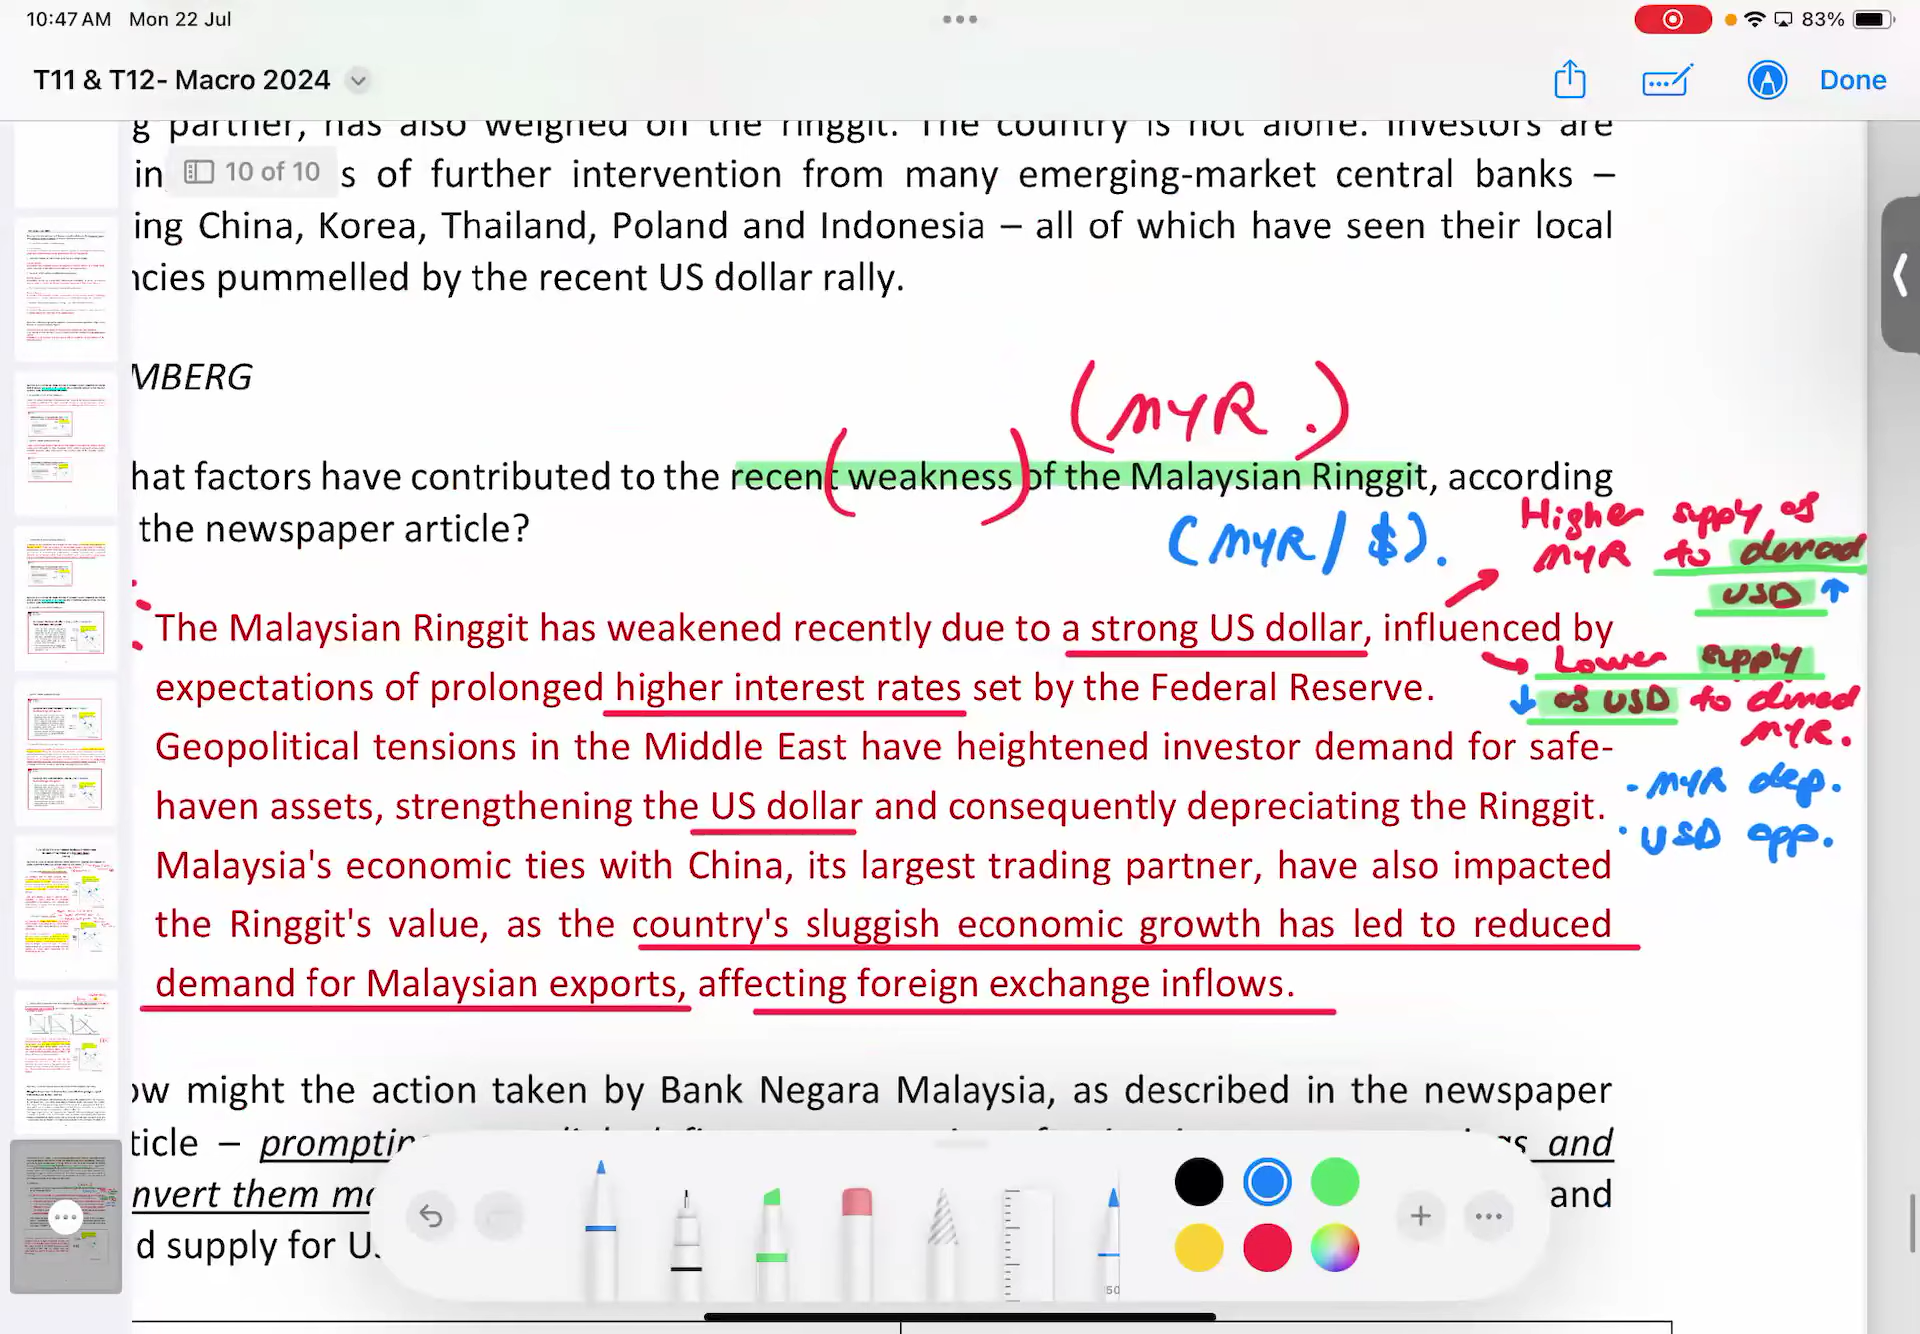 10:47 AM Mon 22 Jul
83%
T11 & T12- Macro 2024
Done
g partner, has also weighed on the ringgit. The country is not alone. Investors are
in
10 of 10
s of further intervention from many emerging-market central banks –
ing China, Korea, Thailand, Poland and Indonesia – all of which have seen their local
ncies pummelled by the recent US dollar rally.
MBERG
(MYR.)
hat factors have contributed to the recent (weakness) of the Malaysian Ringgit, according
the newspaper article?
(MYR/$).
Higher supply of
MYR to demad
USD ↑
The Malaysian Ringgit has weakened recently due to a strong US dollar, influenced by
Lower supply
expectations of prolonged higher interest rates set by the Federal Reserve.
↓ of USD to dmed
MYR.
Geopolitical tensions in the Middle East have heightened investor demand for safe-
• MYR dep.
haven assets, strengthening the US dollar and consequently depreciating the Ringgit.
• USD app.
Malaysia's economic ties with China, its largest trading partner, have also impacted
the Ringgit's value, as the country's sluggish economic growth has led to reduced
demand for Malaysian exports, affecting foreign exchange inflows.
ow might the action taken by Bank Negara Malaysia, as described in the newspaper
ticle – prompti
and
nvert them mo
and
d supply for U.
50